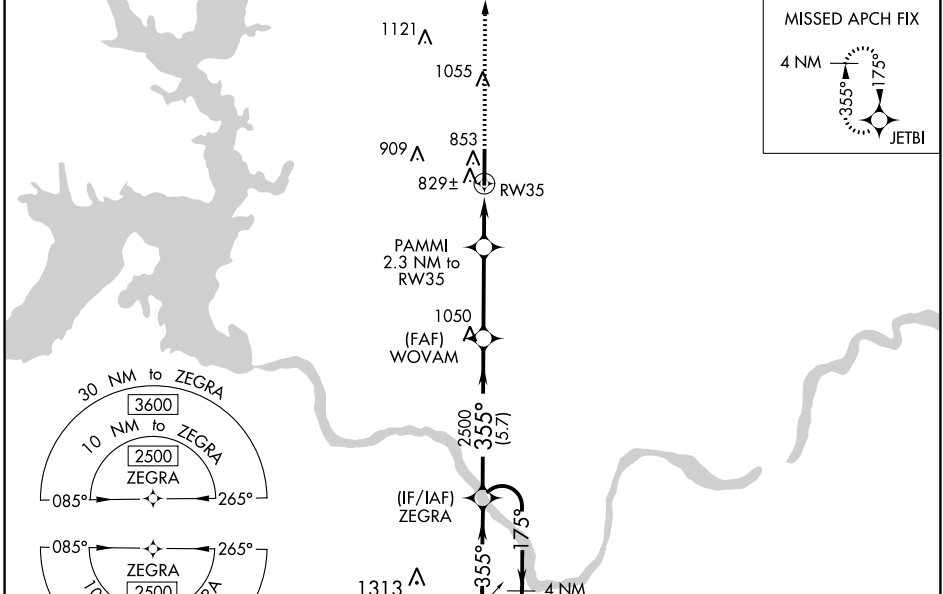 MISSED APCH FIX
4 NM
355°
175°
JETBI
1121
1055
909
853
829±
RW35
PAMMI
2.3 NM to
RW35
1050
(FAF)
WOVAM
2500
355°
(5.7)
(IF/IAF)
ZEGRA
175°
355°
4 NM
1313
30 NM to ZEGRA
3600
10 NM to ZEGRA
2500
ZEGRA
085°
265°
085°
265°
ZEGRA
2500